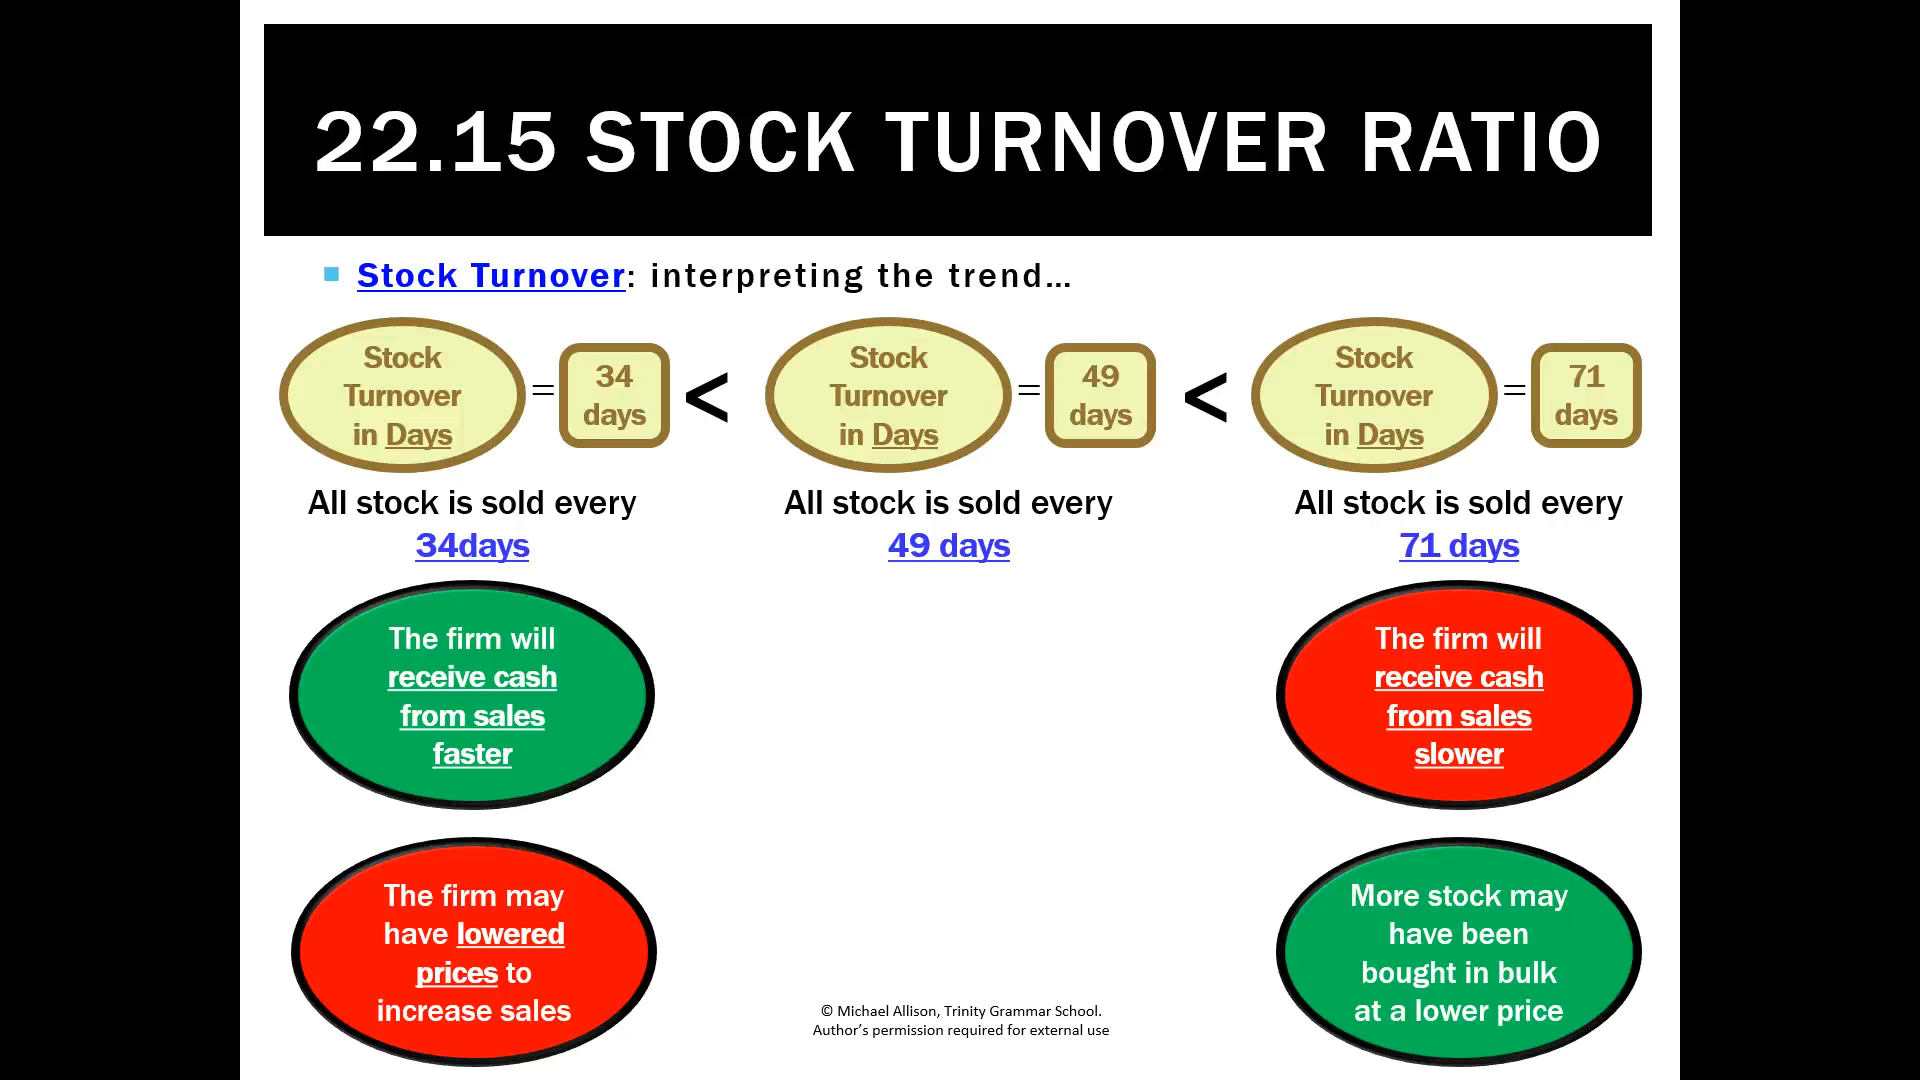 22.15 STOCK TURNOVER RATIO
Stock Turnover: interpreting the trend...
Stock
Turnover
in Days
=
34
days
<
Stock
Turnover
in Days
=
49
days
<
Stock
Turnover
in Days
=
71
days
All stock is sold every
34days
All stock is sold every
49 days
All stock is sold every
71 days
The firm will
receive cash
from sales
faster
The firm will
receive cash
from sales
slower
The firm may
have lowered
prices to
increase sales
More stock may
have been
bought in bulk
at a lower price
© Michael Allison, Trinity Grammar School.
Author’s permission required for external use